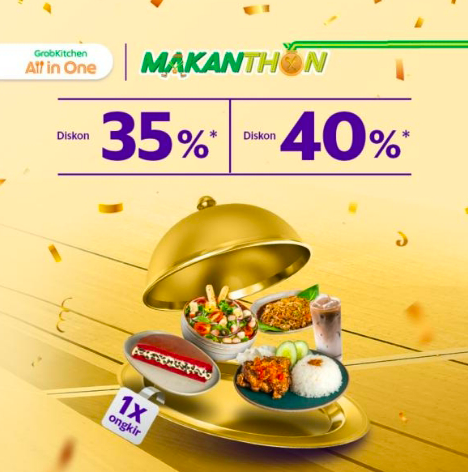 GrabKitchen
All in One
MAKANTHON
Diskon 35%*
Diskon 40%*
1x
ongkir